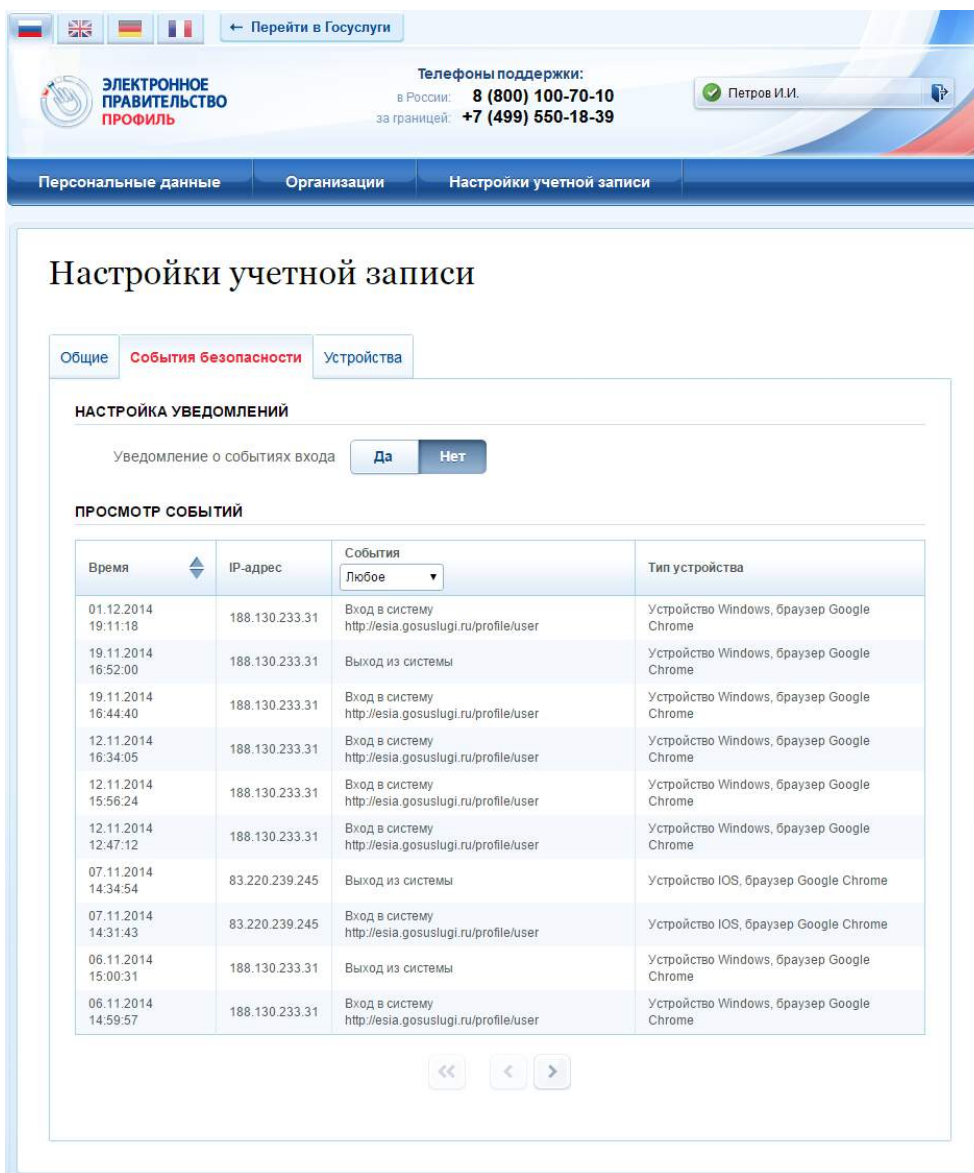 ← Перейти в Госуслуги
ЭЛЕКТРОННОЕ
ПРАВИТЕЛЬСТВО
ПРОФИЛЬ
Телефоны поддержки:
в России: 8 (800) 100-70-10
за границей: +7 (499) 550-18-39
Петров И.И.
Персональные данные Организации Настройки учетной записи
Настройки учетной записи
Общие События безопасности Устройства
НАСТРОЙКА УВЕДОМЛЕНИЙ
Уведомление о событиях входа Да Нет
ПРОСМОТР СОБЫТИЙ
Время IP-адрес События Тип устройства
Любое
01.12.2014
19:11:18
188.130.233.31
Вход в систему
http://esia.gosuslugi.ru/profile/user
Устройство Windows, браузер Google
Chrome
19.11.2014
16:52:00
188.130.233.31
Выход из системы
Устройство Windows, браузер Google
Chrome
19.11.2014
16:44:40
188.130.233.31
Вход в систему
http://esia.gosuslugi.ru/profile/user
Устройство Windows, браузер Google
Chrome
12.11.2014
16:34:05
188.130.233.31
Вход в систему
http://esia.gosuslugi.ru/profile/user
Устройство Windows, браузер Google
Chrome
12.11.2014
15:56:24
188.130.233.31
Вход в систему
http://esia.gosuslugi.ru/profile/user
Устройство Windows, браузер Google
Chrome
12.11.2014
12:47:12
188.130.233.31
Вход в систему
http://esia.gosuslugi.ru/profile/user
Устройство Windows, браузер Google
Chrome
07.11.2014
14:34:54
83.220.239.245
Выход из системы
Устройство IOS, браузер Google Chrome
07.11.2014
14:31:43
83.220.239.245
Вход в систему
http://esia.gosuslugi.ru/profile/user
Устройство IOS, браузер Google Chrome
06.11.2014
15:00:31
188.130.233.31
Выход из системы
Устройство Windows, браузер Google
Chrome
06.11.2014
14:59:57
188.130.233.31
Вход в систему
http://esia.gosuslugi.ru/profile/user
Устройство Windows, браузер Google
Chrome